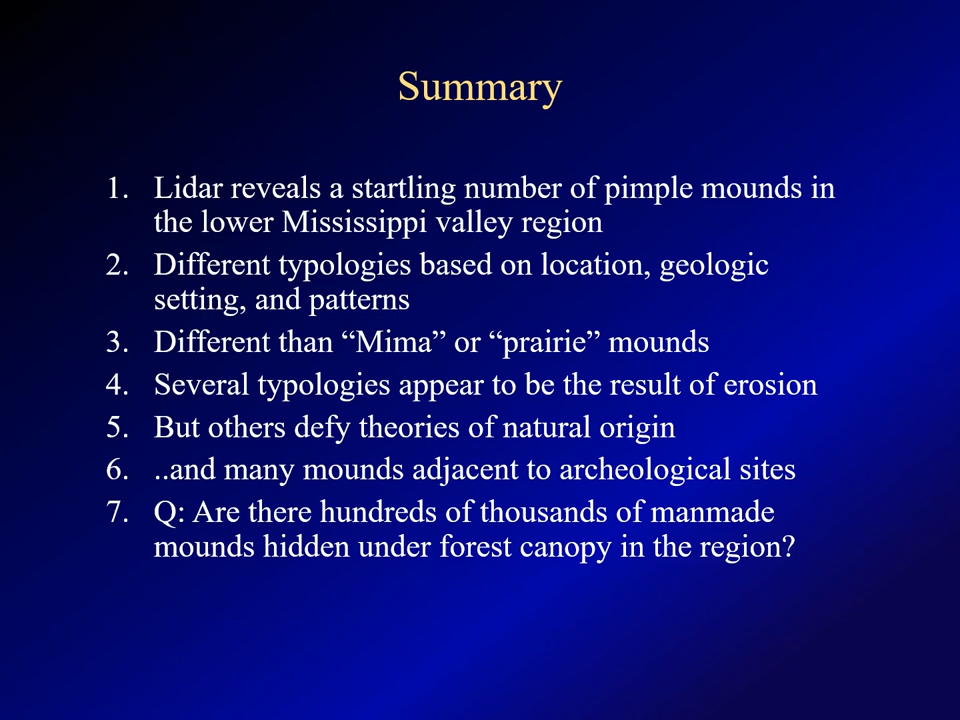 Summary
1. Lidar reveals a startling number of pimple mounds in
the lower Mississippi valley region
2. Different typologies based on location, geologic
setting, and patterns
3. Different than “Mima” or “prairie” mounds
4. Several typologies appear to be the result of erosion
5. But others defy theories of natural origin
6. ..and many mounds adjacent to archeological sites
7. Q: Are there hundreds of thousands of manmade
mounds hidden under forest canopy in the region?